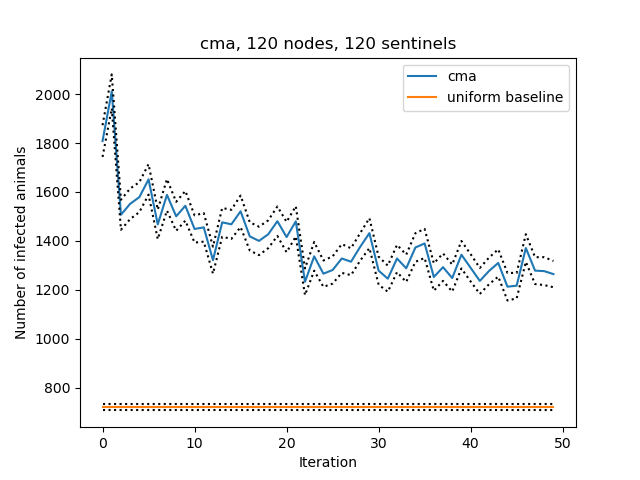 cma, 120 nodes, 120 sentinels
cma
uniform baseline
Number of infected animals
2000
1800
1600
1400
1200
1000
800
0 10 20 30 40 50
Iteration